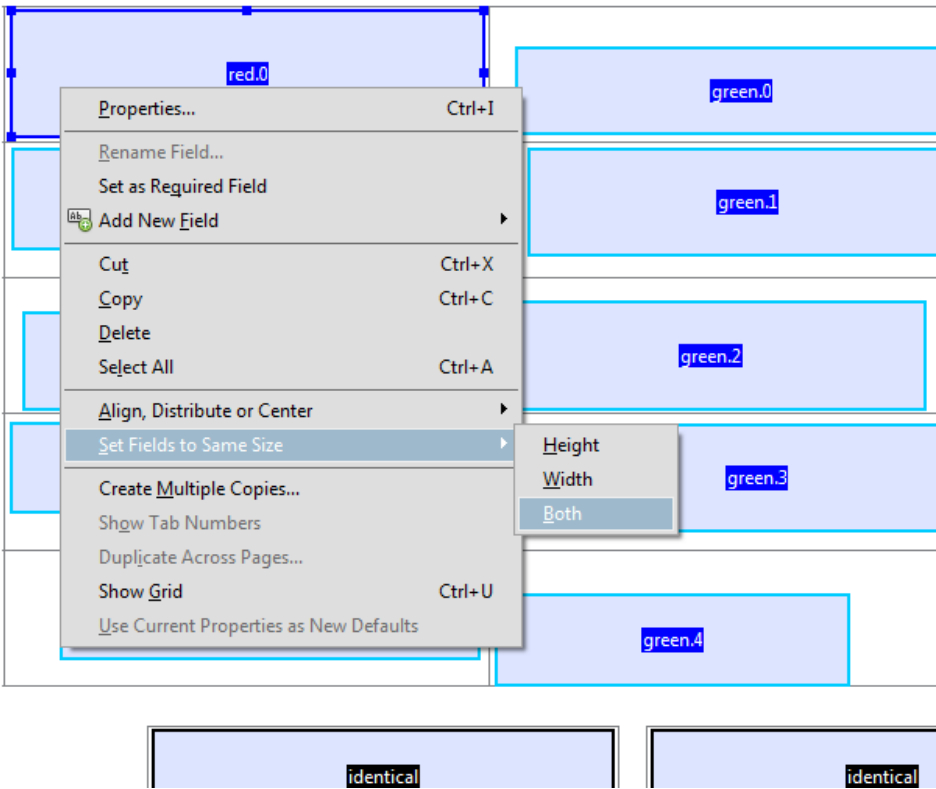 red.0
green.0
Properties... Ctrl+I
Rename Field...
Set as Required Field
green.1
Ab
Add New Field
Cut Ctrl+X
Copy Ctrl+C
Delete
green.2
Select All Ctrl+A
Align, Distribute or Center
Set Fields to Same Size
Height
Width
Both
green.3
Create Multiple Copies...
Show Tab Numbers
Duplicate Across Pages...
Show Grid Ctrl+U
Use Current Properties as New Defaults
green.4
identical
identical